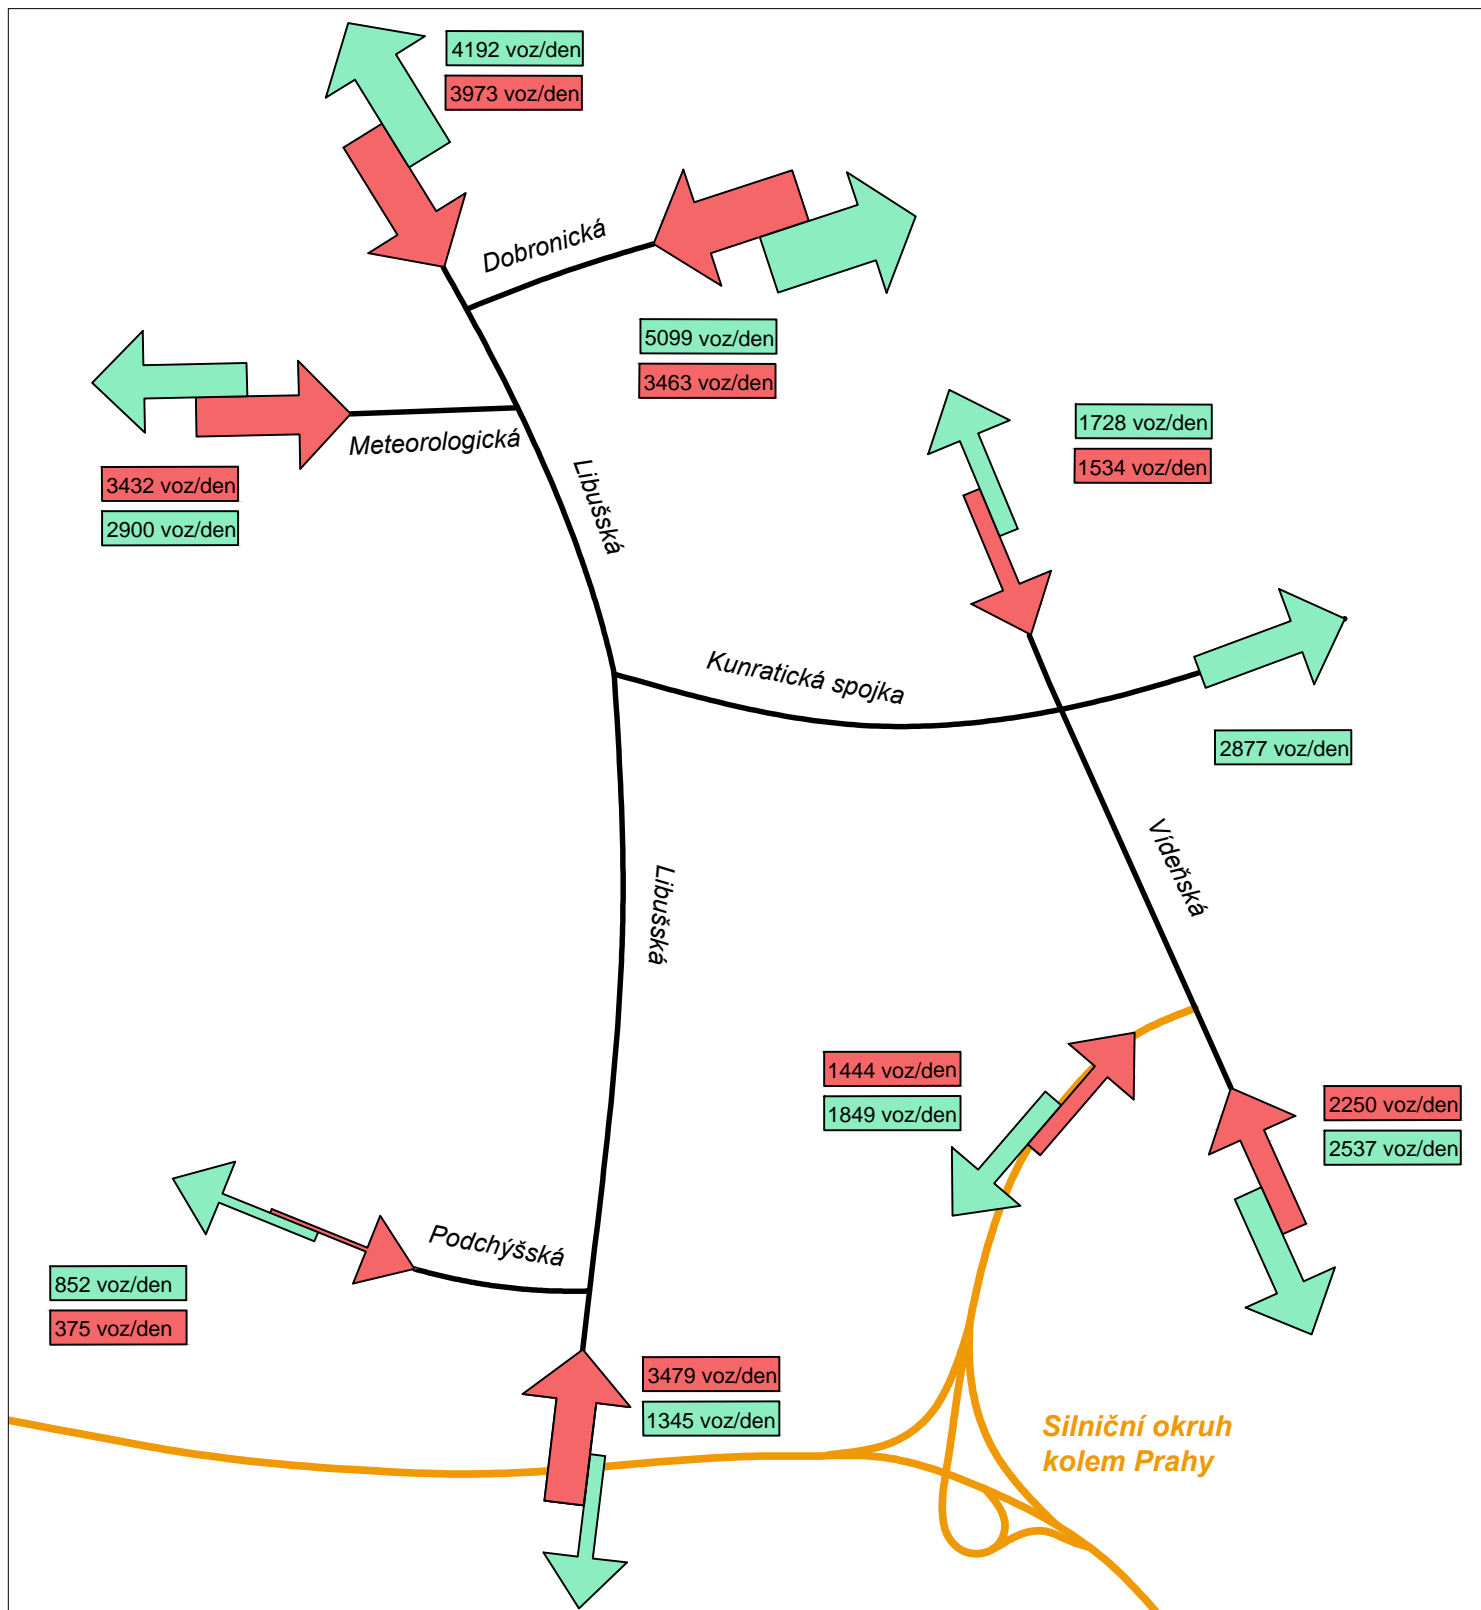 4192 voz/den
3973 voz/den
Dobronická
5099 voz/den
3463 voz/den
Meteorologická
3432 voz/den
2900 voz/den
Libušská
1728 voz/den
1534 voz/den
Kunratická spojka
2877 voz/den
Vídeňská
Libušská
1444 voz/den
1849 voz/den
2250 voz/den
2537 voz/den
Podchýšská
852 voz/den
375 voz/den
3479 voz/den
1345 voz/den
Silniční okruh
kolem Prahy